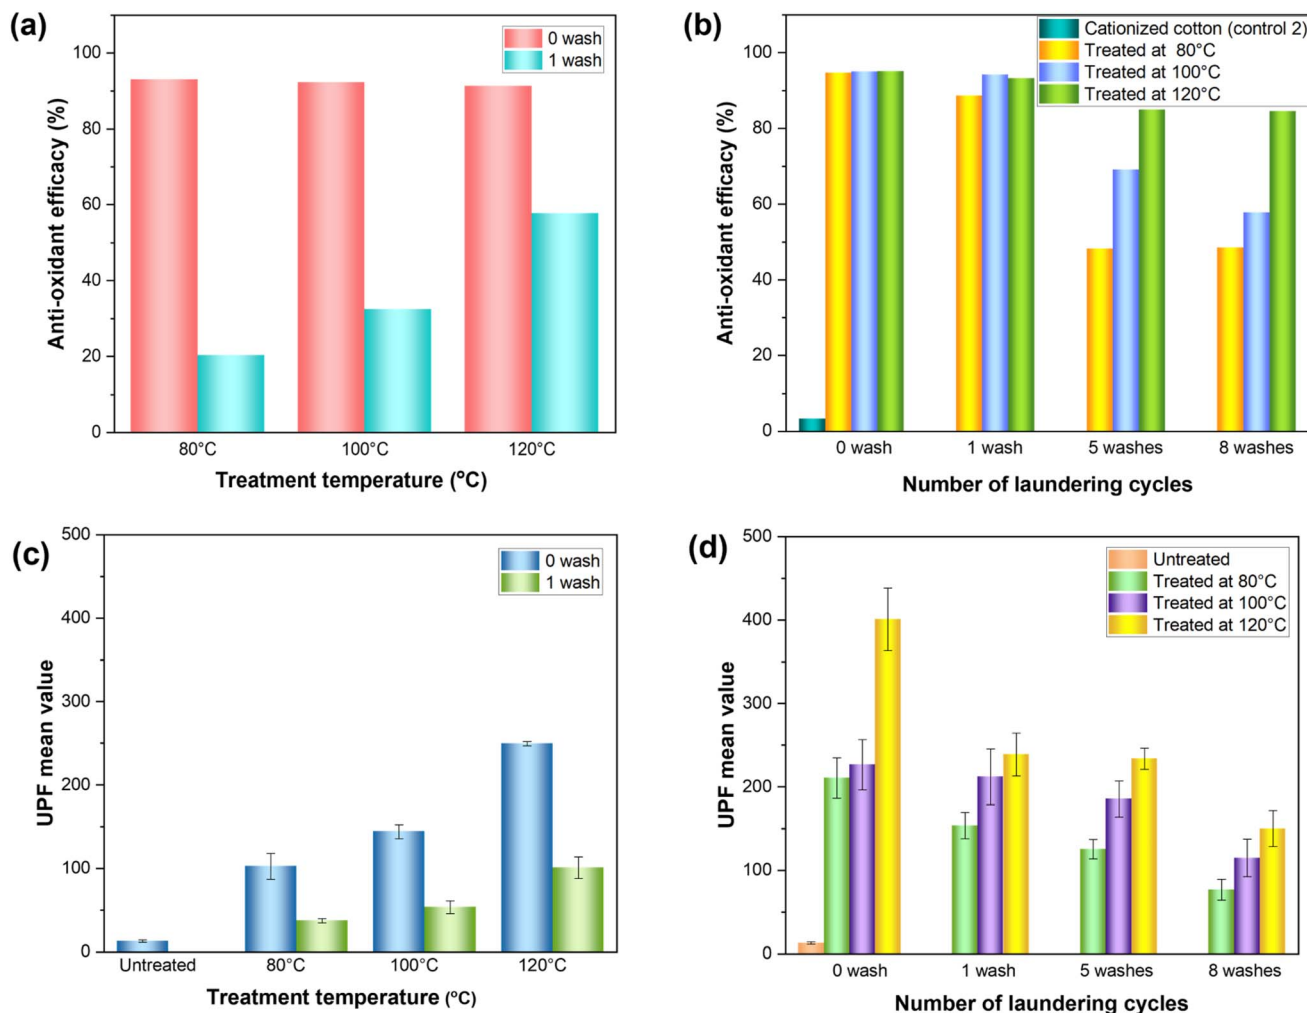 (a)
0 wash
1 wash
100
80
60
40
20
0
Anti-oxidant efficacy (%)
80°C
100°C
120°C
Treatment temperature (°C)
(b)
Cationized cotton (control 2)
Treated at 80°C
Treated at 100°C
Treated at 120°C
100
80
60
40
20
0
Anti-oxidant efficacy (%)
0 wash
1 wash
5 washes
8 washes
Number of laundering cycles
(c)
0 wash
1 wash
500
400
300
200
100
0
UPF mean value
Untreated
80°C
100°C
120°C
Treatment temperature (°C)
(d)
Untreated
Treated at 80°C
Treated at 100°C
Treated at 120°C
500
400
300
200
100
0
UPF mean value
0 wash
1 wash
5 washes
8 washes
Number of laundering cycles